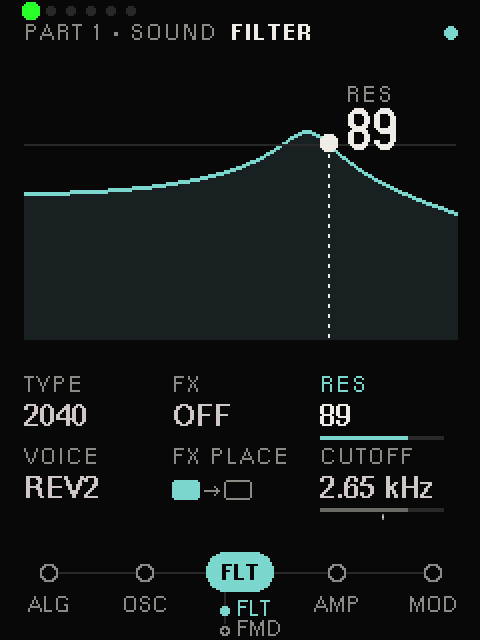 PART 1 · SOUND FILTER
RES
89
TYPE FX RES
2040 OFF 89
VOICE FX PLACE CUTOFF
REV2 → 2.65 kHz
FLT
ALG OSC FLT AMP MOD
FMD